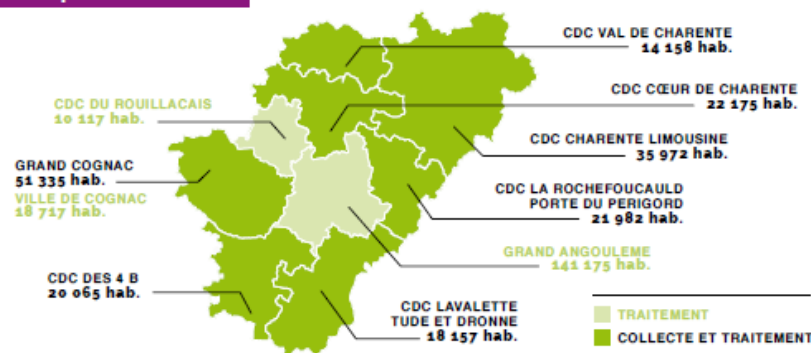 CDC VAL DE CHARENTE
14 158 hab.
CDC CŒUR DE CHARENTE
22 175 hab.
CDC DU ROUILLACAIS
10 117 hab.
CDC CHARENTE LIMOUSINE
35 972 hab.
GRAND COGNAC
51 335 hab.
VILLE DE COGNAC
18 717 hab.
CDC LA ROCHEFOUCAULD
PORTE DU PERIGORD
21 982 hab.
GRAND ANGOULEME
141 175 hab.
CDC DES 4 B
20 065 hab.
CDC LAVALETTE
TUDE ET DRONNE
18 157 hab.
TRAITEMENT
COLLECTE ET TRAITEMENT